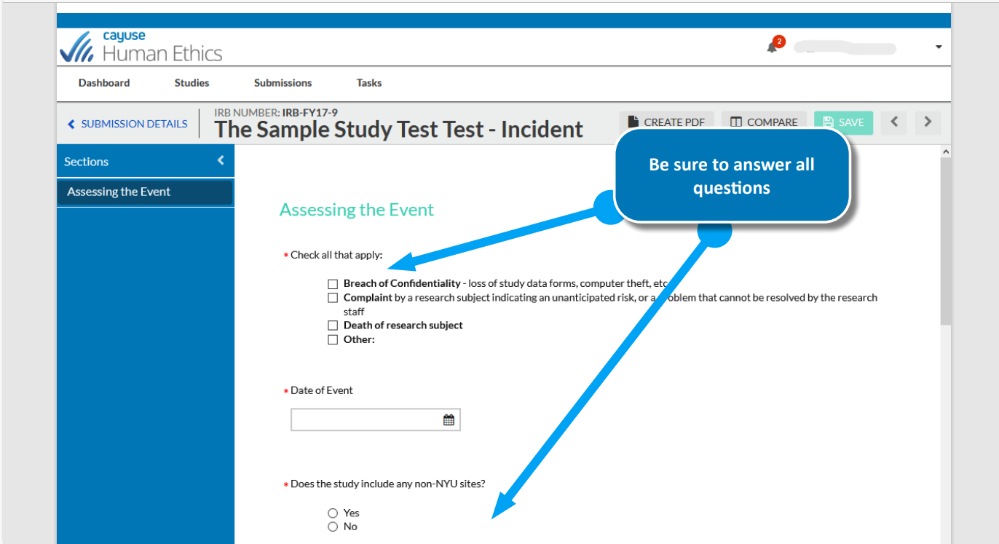 cayuse
Human Ethics
2
Dashboard Studies Submissions Tasks
SUBMISSION DETAILS
IRB NUMBER: IRB-FY17-9
The Sample Study Test Test - Incident
CREATE PDF COMPARE SAVE
Sections
Assessing the Event
Be sure to answer all
questions
Assessing the Event
* Check all that apply:
Breach of Confidentiality - loss of study data forms, computer theft, etc
Complaint by a research subject indicating an unanticipated risk, or a problem that cannot be resolved by the research
staff
Death of research subject
Other:
* Date of Event
* Does the study include any non-NYU sites?
Yes
No